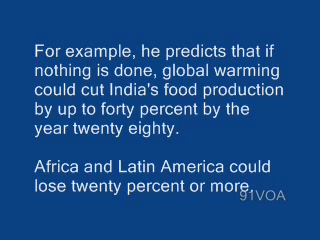 For example, he predicts that if
nothing is done, global warming
could cut India's food production
by up to forty percent by the
year twenty eighty.
Africa and Latin America could
lose twenty percent or more.
91VOA